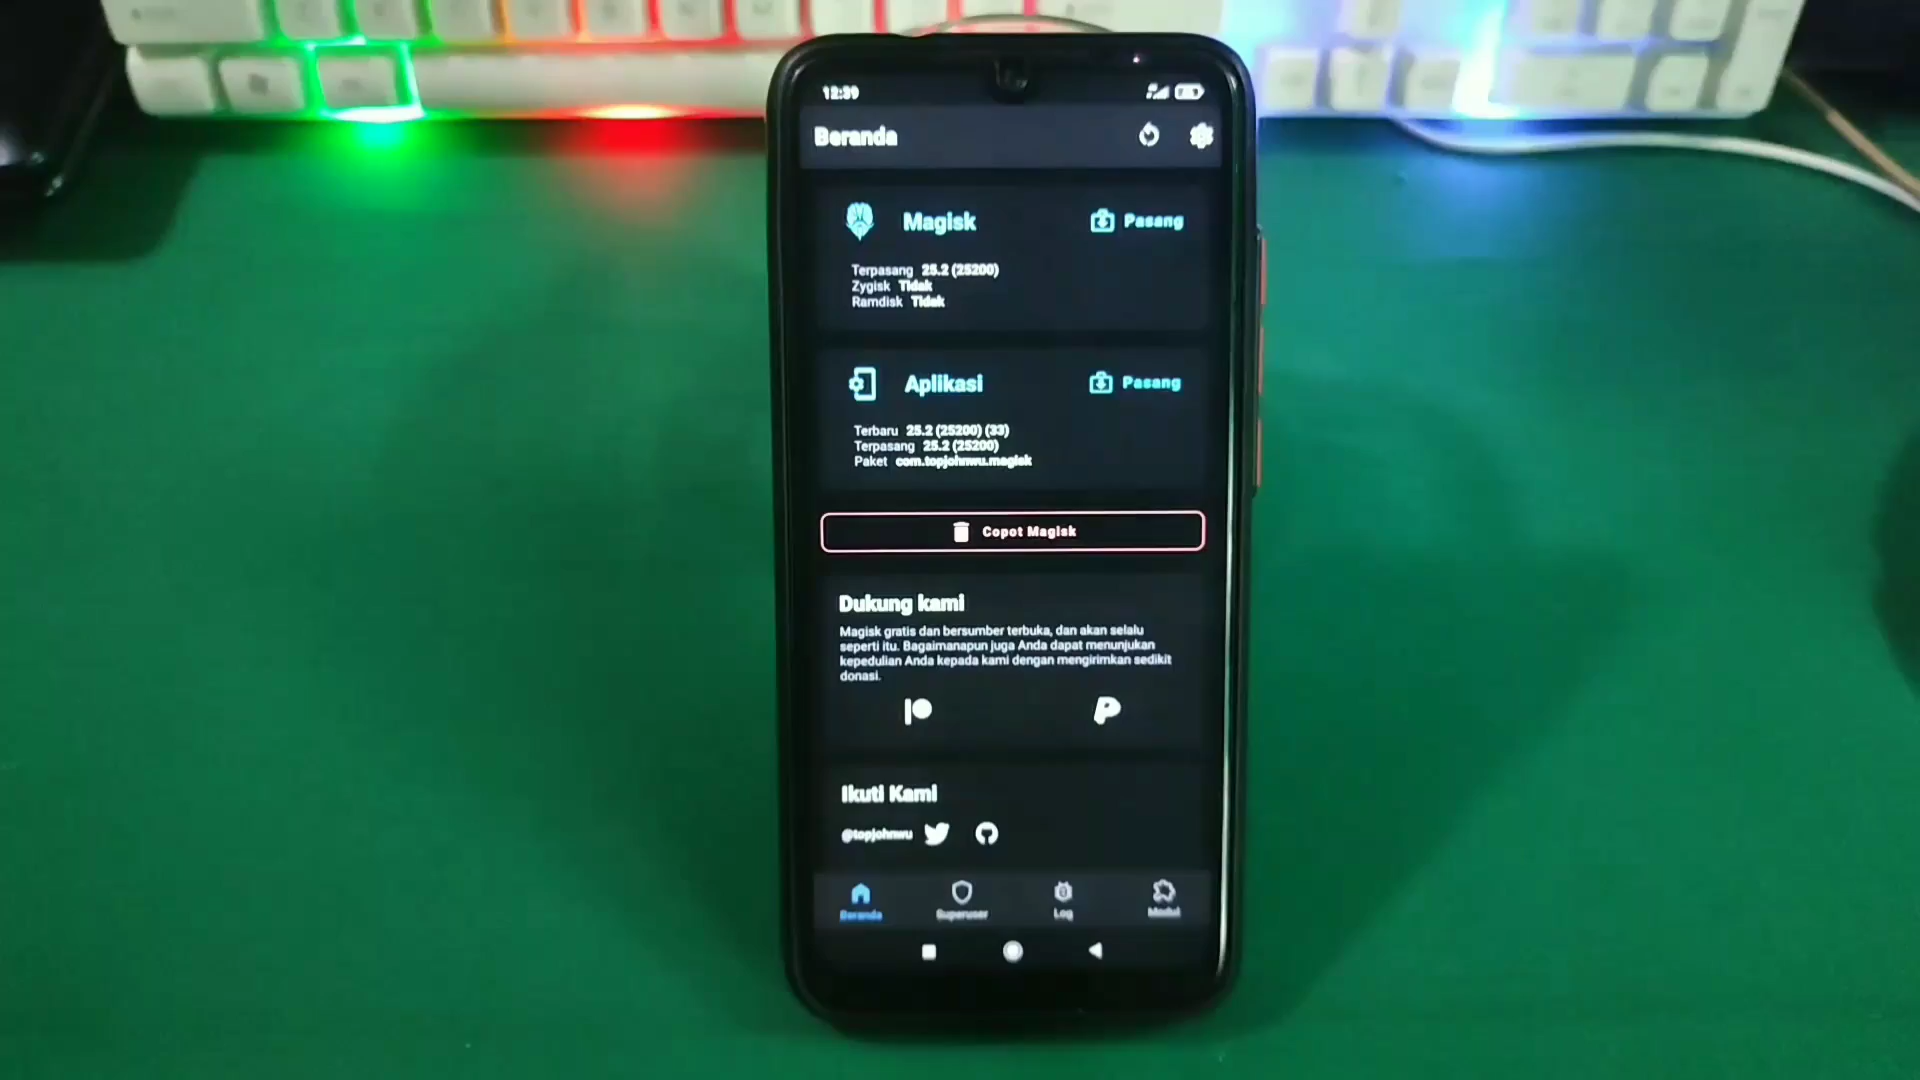 12:39
Beranda
Magisk
Pasang
Terpasang 25.2 (25200)
Zygisk Tidak
Ramdisk Tidak
Aplikasi
Pasang
Terbaru 25.2 (25200) (33)
Terpasang 25.2 (25200)
Paket com.topjohnwu.magisk
Copot Magisk
Dukung kami
Magisk gratis dan bersumber terbuka, dan akan selalu
seperti itu. Bagaimanapun juga Anda dapat menunjukan
kepedulian Anda kepada kami dengan mengirimkan sedikit
donasi.
Ikuti Kami
@topjohnwu
Beranda
Superuser
Log
Modul